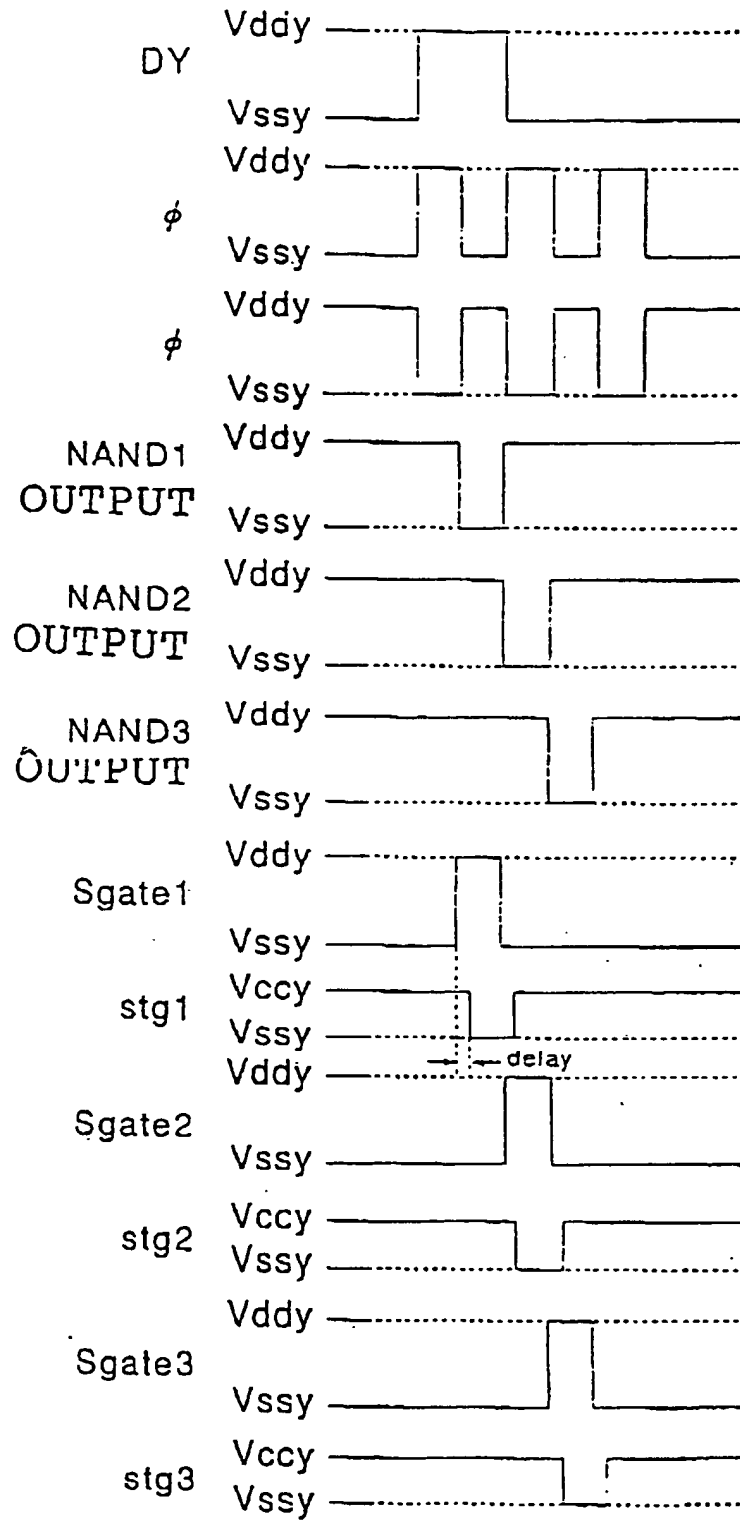 Vddy
DY
Vssy
Vddy
ϕ
Vssy
Vddy
ϕ
Vssy
Vddy
NAND1
OUTPUT
Vssy
Vddy
NAND2
OUTPUT
Vssy
Vddy
NAND3
OUTPUT
Vssy
Vddy
Sgate1
Vssy
Vccy
stg1
Vssy
delay
Vddy
Sgate2
Vssy
Vccy
stg2
Vssy
Vddy
Sgate3
Vssy
Vccy
stg3
Vssy